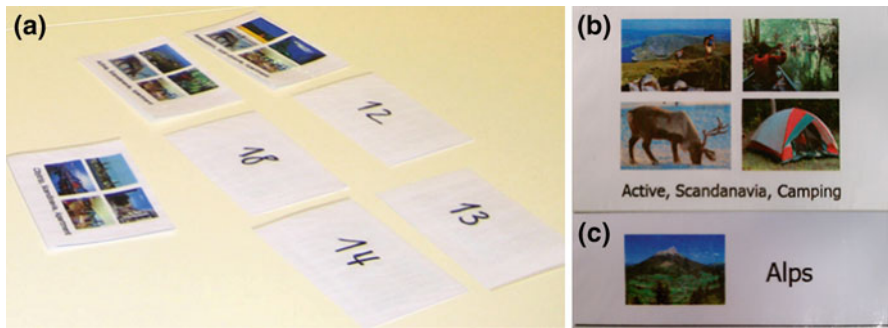 (a)
12
18
13
14
(b)
Active, Scandanavia, Camping
(c)
Alps